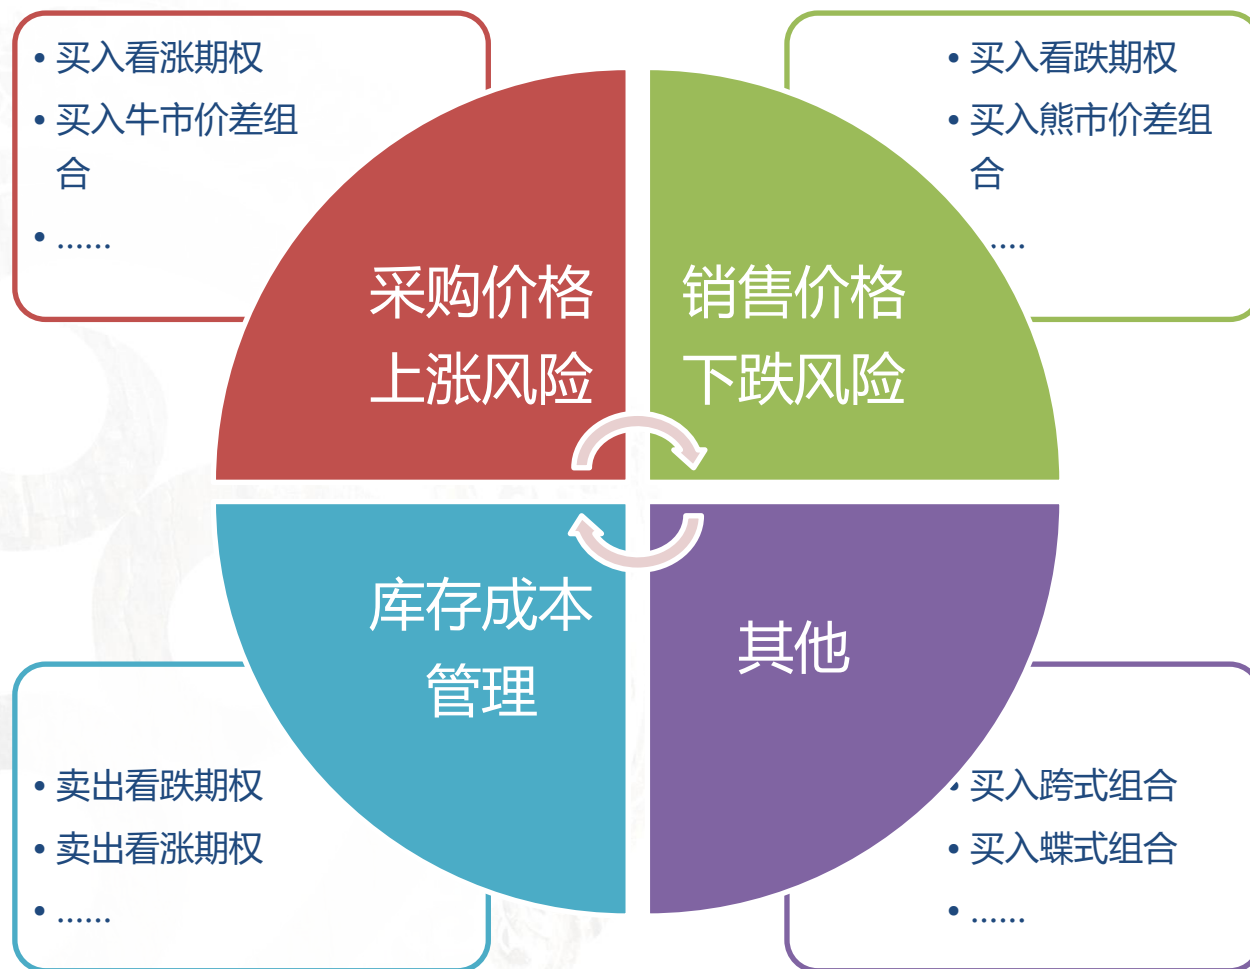 • 买入看涨期权
• 买入牛市价差组
合
• ......
• 买入看跌期权
• 买入熊市价差组
合
....
采购价格
上涨风险
销售价格
下跌风险
库存成本
管理
其他
• 卖出看跌期权
• 卖出看涨期权
• ......
• 买入跨式组合
• 买入蝶式组合
• ......